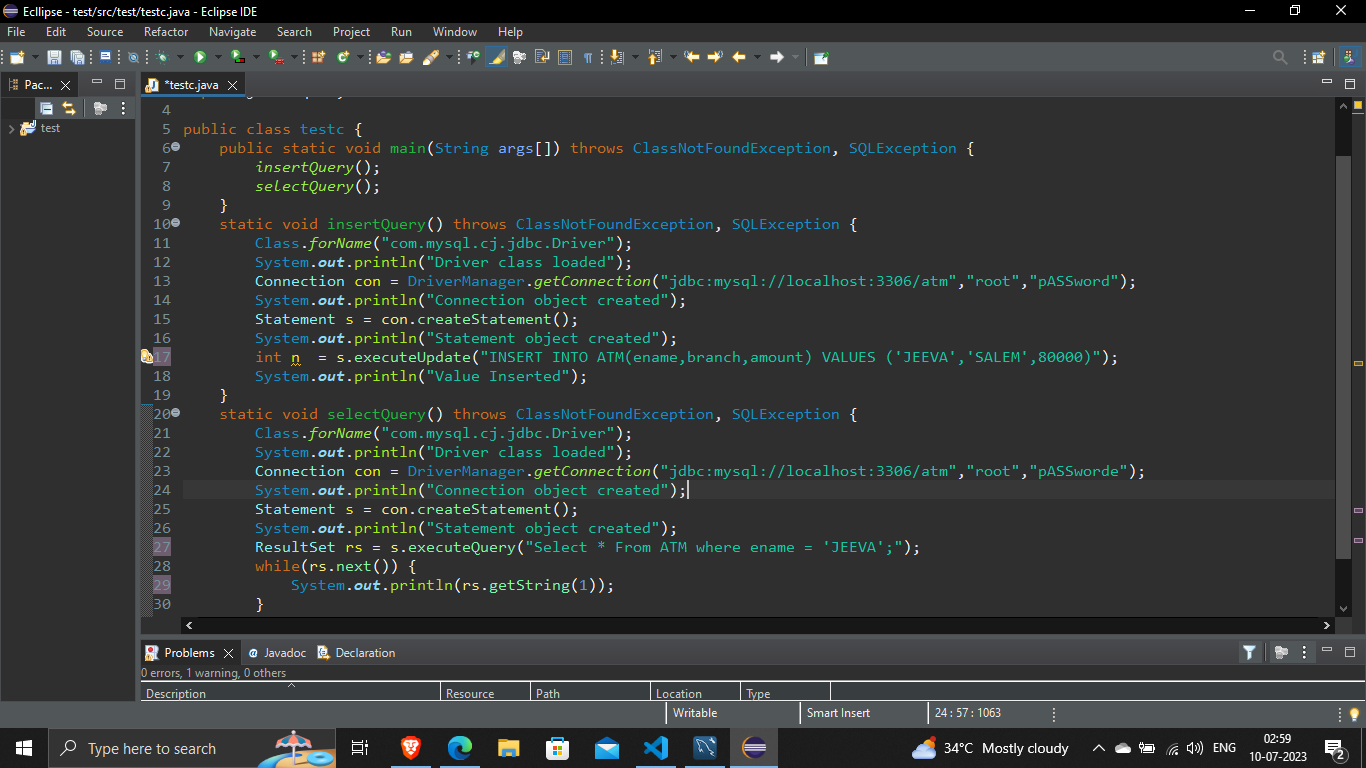 Ecllipse - test/src/test/testc.java - Eclipse IDE
File Edit Source Refactor Navigate Search Project Run Window Help
Pac... *testc.java
test
4
5 public class testc {
6 public static void main(String args[]) throws ClassNotFoundException, SQLException {
7 insertQuery();
8 selectQuery();
9 }
10 static void insertQuery() throws ClassNotFoundException, SQLException {
11 Class.forName("com.mysql.cj.jdbc.Driver");
12 System.out.println("Driver class loaded");
13 Connection con = DriverManager.getConnection("jdbc:mysql://localhost:3306/atm","root","pASSword");
14 System.out.println("Connection object created");
15 Statement s = con.createStatement();
16 System.out.println("Statement object created");
17 int n  = s.executeUpdate("INSERT INTO ATM(ename,branch,amount) VALUES ('JEEVA','SALEM',80000)");
18 System.out.println("Value Inserted");
19 }
20 static void selectQuery() throws ClassNotFoundException, SQLException {
21 Class.forName("com.mysql.cj.jdbc.Driver");
22 System.out.println("Driver class loaded");
23 Connection con = DriverManager.getConnection("jdbc:mysql://localhost:3306/atm","root","pASSworde");
24 System.out.println("Connection object created");
25 Statement s = con.createStatement();
26 System.out.println("Statement object created");
27 ResultSet rs = s.executeQuery("Select * From ATM where ename = 'JEEVA';");
28 while(rs.next()) {
29 System.out.println(rs.getString(1));
30 }
Problems @ Javadoc Declaration
0 errors, 1 warning, 0 others
Description Resource Path Location Type
Writable Smart Insert 24 : 57 : 1063
Type here to search 34°C Mostly cloudy ENG 02:59
10-07-2023 2